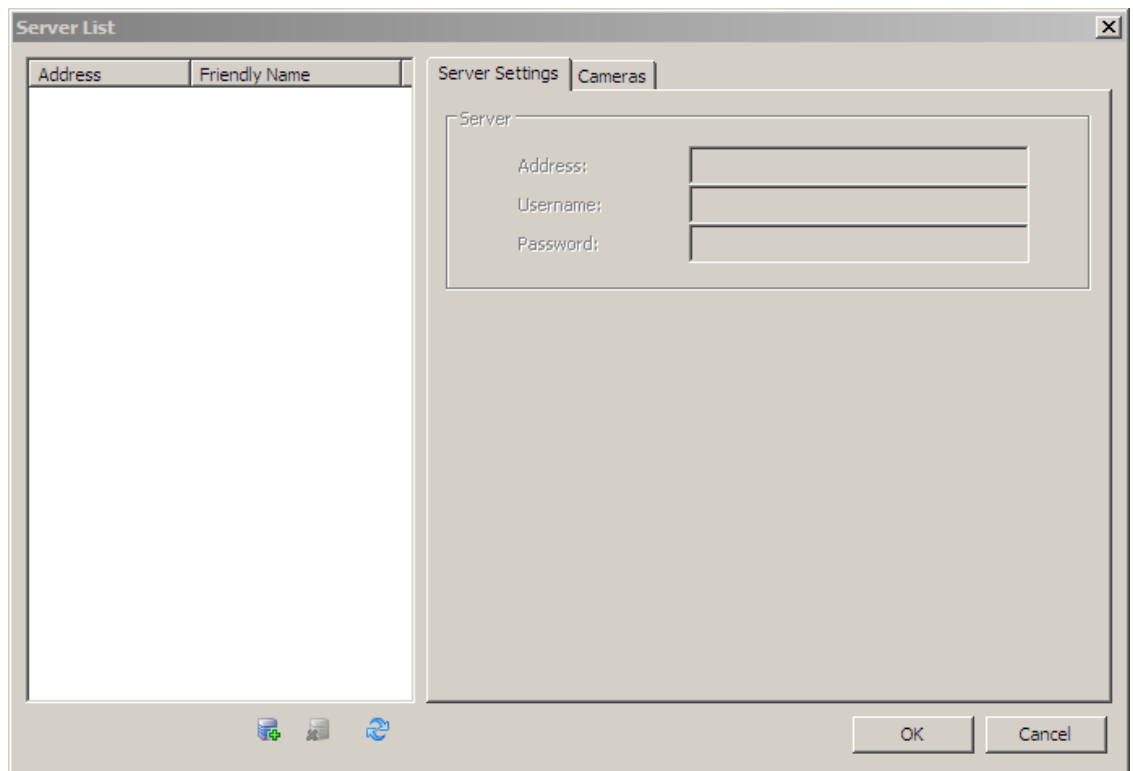 Server List
Address Friendly Name
Server Settings Cameras
Server
Address:
Username:
Password:
OK Cancel